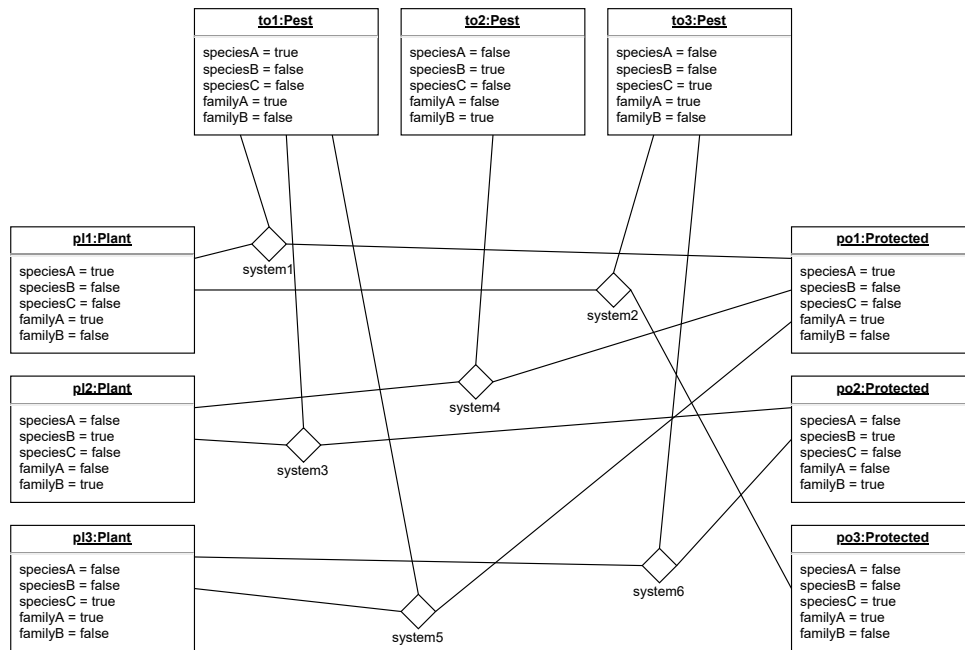 to1:Pest
speciesA = true
speciesB = false
speciesC = false
familyA = true
familyB = false
to2:Pest
speciesA = false
speciesB = true
speciesC = false
familyA = false
familyB = true
to3:Pest
speciesA = false
speciesB = false
speciesC = true
familyA = true
familyB = false
pl1:Plant
speciesA = true
speciesB = false
speciesC = false
familyA = true
familyB = false
system1
system2
po1:Protected
speciesA = true
speciesB = false
speciesC = false
familyA = true
familyB = false
pl2:Plant
speciesA = false
speciesB = true
speciesC = false
familyA = false
familyB = true
system4
system3
po2:Protected
speciesA = false
speciesB = true
speciesC = false
familyA = false
familyB = true
pl3:Plant
speciesA = false
speciesB = false
speciesC = true
familyA = true
familyB = false
system5
system6
po3:Protected
speciesA = false
speciesB = false
speciesC = true
familyA = true
familyB = false